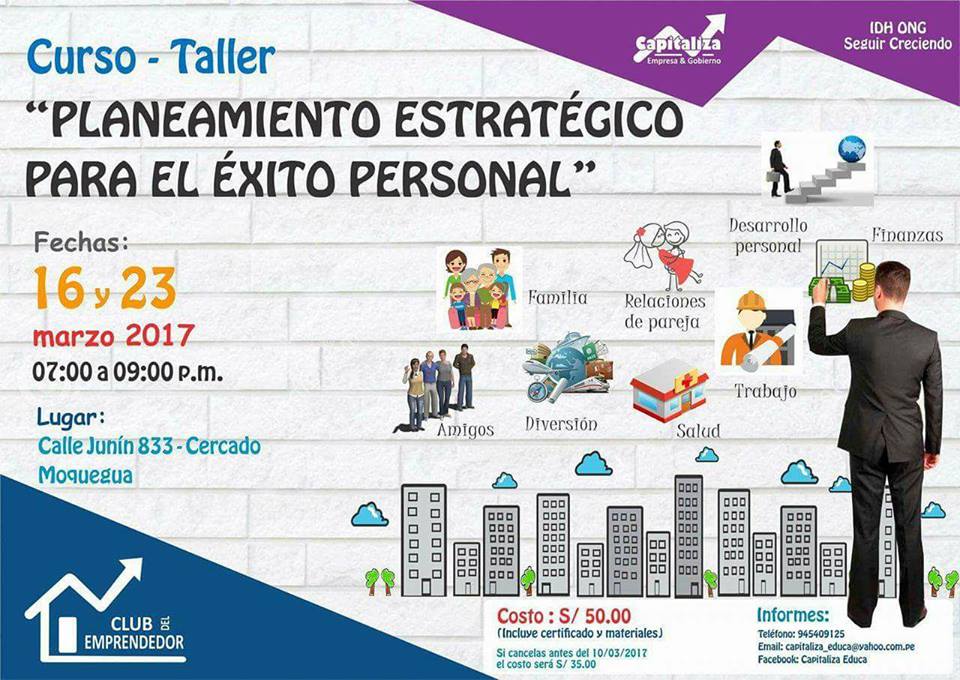 Curso - Taller
"PLANEAMIENTO ESTRATÉGICO
PARA EL ÉXITO PERSONAL"
Capitaliza
Empresa & Gobierno
IDH ONG
Seguir Creciendo
Fechas:
16 y 23
marzo 2017
07:00 a 09:00 p.m.
Lugar:
Calle Junín 833 - Cercado
Moquegua
Desarrollo
personal
Finanzas
Familia
Relaciones
de pareja
Trabajo
Amigos
Diversión
Salud
CLUB DEL
EMPRENDEDOR
Costo : S/ 50.00
(Incluye certificado y materiales)
Si cancelas antes del 10/03/2017
el costo será S/ 35.00
Informes:
Teléfono: 945409125
Email: capitaliza_educa@yahoo.com.pe
Facebook: Capitaliza Educa